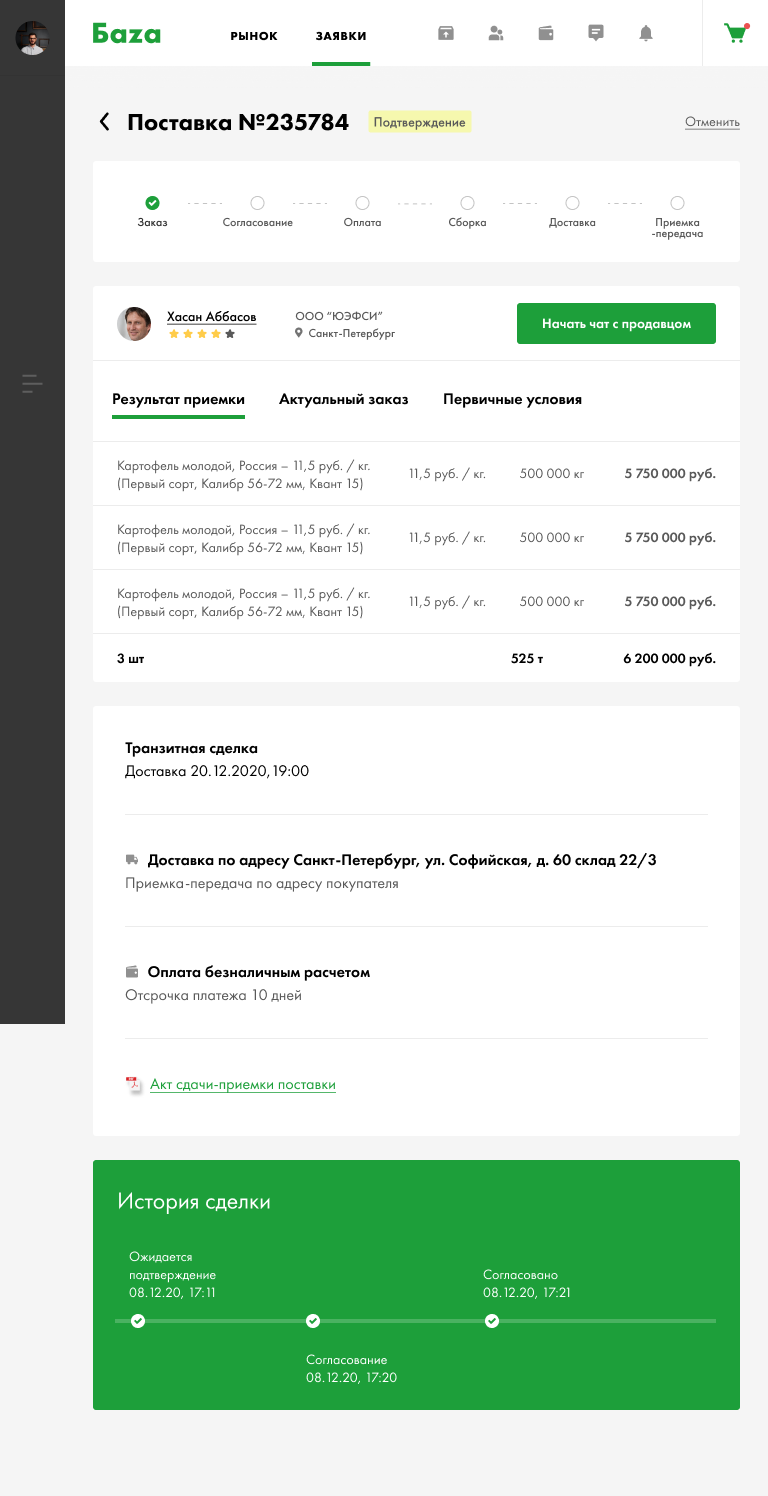 Баzа
РЫНОК
ЗАЯВКИ
Поставка №235784
Подтверждение
Отменить
Заказ
Согласование
Оплата
Сборка
Доставка
Приемка
-передача
Хасан Аббасов
ООО “ЮЭФСИ”
Санкт-Петербург
Начать чат с продавцом
Результат приемки
Актуальный заказ
Первичные условия
Картофель молодой, Россия – 11,5 руб. / кг.
(Первый сорт, Калибр 56-72 мм, Квант 15)
11,5 руб. / кг.
500 000 кг
5 750 000 руб.
Картофель молодой, Россия – 11,5 руб. / кг.
(Первый сорт, Калибр 56-72 мм, Квант 15)
11,5 руб. / кг.
500 000 кг
5 750 000 руб.
Картофель молодой, Россия – 11,5 руб. / кг.
(Первый сорт, Калибр 56-72 мм, Квант 15)
11,5 руб. / кг.
500 000 кг
5 750 000 руб.
3 шт
525 т
6 200 000 руб.
Транзитная сделка
Доставка 20.12.2020, 19:00
Доставка по адресу Санкт-Петербург, ул. Софийская, д. 60 склад 22/3
Приемка-передача по адресу покупателя
Оплата безналичным расчетом
Отсрочка платежа 10 дней
Акт сдачи-приемки поставки
История сделки
Ожидается
подтверждение
08.12.20, 17:11
Согласование
08.12.20, 17:20
Согласовано
08.12.20, 17:21